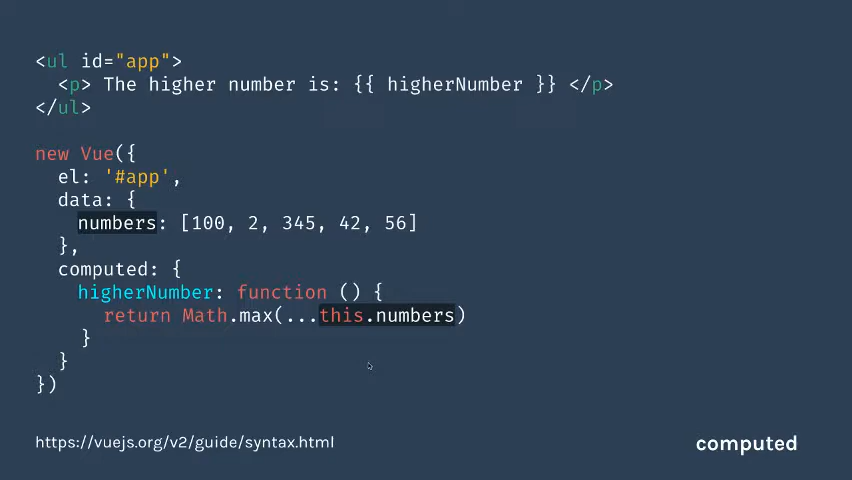 <ul id="app">
<p> The higher number is: {{ higherNumber }} </p>
</ul>
new Vue({
el: '#app',
data: {
numbers: [100, 2, 345, 42, 56]
},
computed: {
higherNumber: function () {
return Math.max(...this.numbers)
}
}
})
https://vuejs.org/v2/guide/syntax.html
computed